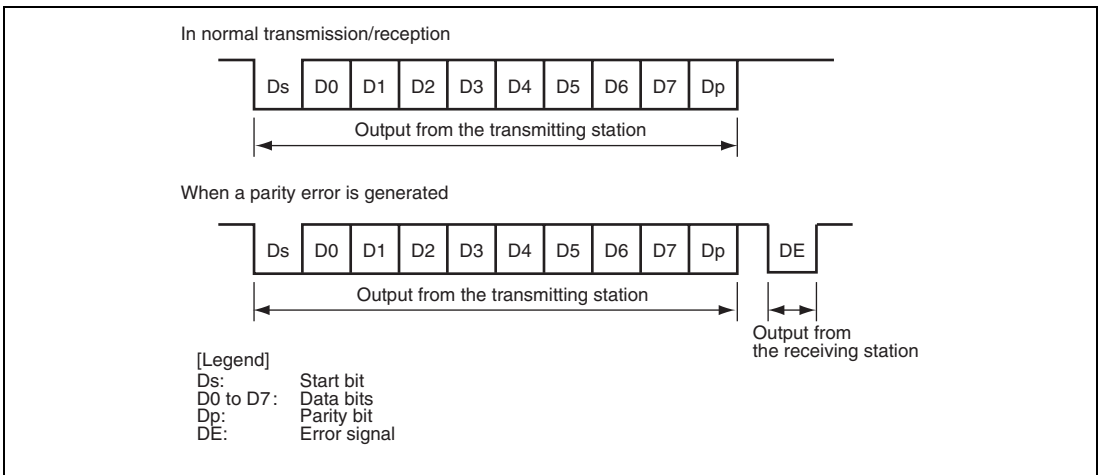 In normal transmission/reception
Ds D0 D1 D2 D3 D4 D5 D6 D7 Dp
Output from the transmitting station
When a parity error is generated
Ds D0 D1 D2 D3 D4 D5 D6 D7 Dp DE
Output from the transmitting station
Output from
the receiving station
[Legend]
Ds: Start bit
D0 to D7: Data bits
Dp: Parity bit
DE: Error signal